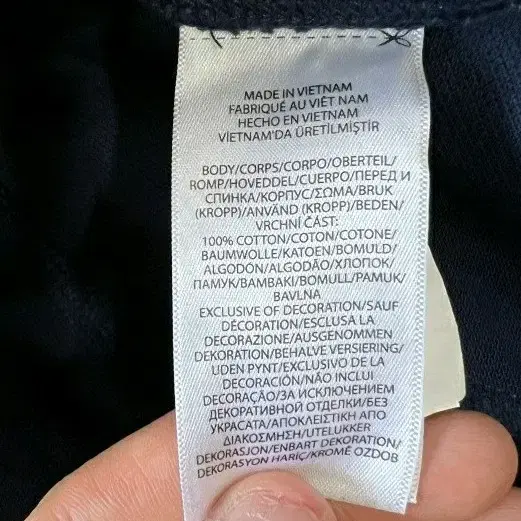 MADE IN VIETNAM
FABRIQUÉ AU VIÊT NAM
HECHO EN VIETNAM
VİETNAM'DA ÜRETİLMİŞTİR
BODY/CORPS/CORPO/OBERTEIL/
ROMP/HOVEDDEL/CUERPO/ПЕРЕД И
СПИНКА/КОРПУС/ΣΩΜΑ/BRUK
(KROPP)/ANVÄND (KROPP)/BEDEN/
VRCHNÍ ČÁST:
100% COTTON/COTON/COTONE/
BAUMWOLLE/KATOEN/BOMULD/
ALGODÓN/ALGODÃO/ХЛОПОК/
ПАМУК/ΒΑΜΒΑΚΙ/BOMULL/PAMUK/
BAVLNA
EXCLUSIVE OF DECORATION/SAUF
DÉCORATION/ESCLUSA LA
DECORAZIONE/AUSGENOMMEN
DEKORATION/BEHALVE VERSIERING/
UDEN PYNT/EXCLUSIVO DE LA
DECORACIÓN/NÃO INCLUI
DECORAÇÃO/ЗА ИСКЛЮЧЕНИЕМ
ДЕКОРАТИВНОЙ ОТДЕЛКИ/БЕЗ
УКРАСАТА/ΑΠΟΚΛΕΙΣΤΙΚΗ ΑΠΟ
ΔΙΑΚΟΣΜΗΣΗ/UTELUKKER
DEKORASJON/ENBART DEKORATION/
DEKORASYON HARİÇ/KROMĚ OZDOB